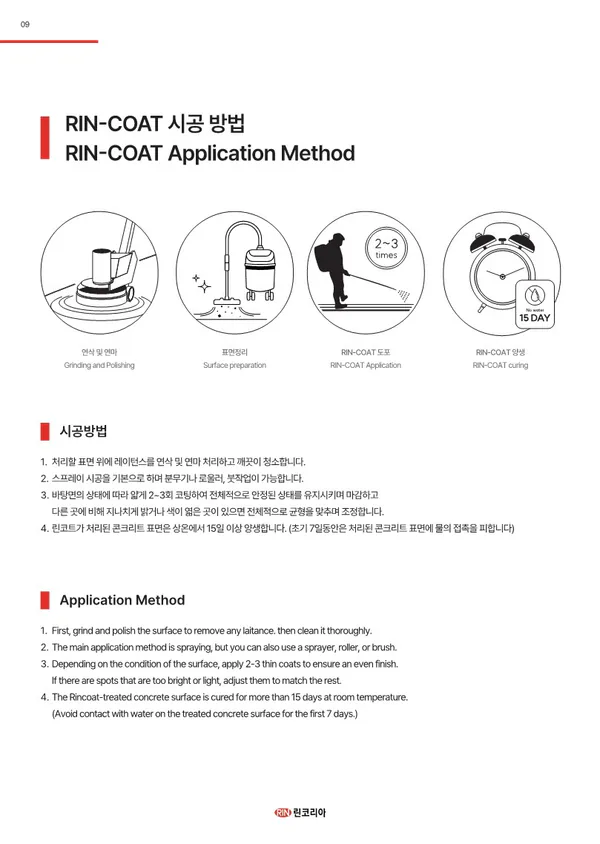 09
RIN-COAT 시공 방법
RIN-COAT Application Method
2~3
times
No water
15 DAY
연삭 및 연마
Grinding and Polishing
표면정리
Surface preparation
RIN-COAT 도포
RIN-COAT Application
RIN-COAT 양생
RIN-COAT curing
시공방법
1. 처리할 표면 위에 레이턴스를 연삭 및 연마 처리하고 깨끗이 청소합니다.
2. 스프레이 시공을 기본으로 하며 분무기나 로울러, 붓작업이 가능합니다.
3. 바탕면의 상태에 따라 얇게 2~3회 코팅하여 전체적으로 안정된 상태를 유지시키며 마감하고
다른 곳에 비해 지나치게 밝거나 색이 엷은 곳이 있으면 전체적으로 균형을 맞추며 조정합니다.
4. 린코트가 처리된 콘크리트 표면은 상온에서 15일 이상 양생합니다. (초기 7일동안은 처리된 콘크리트 표면에 물의 접촉을 피합니다)
Application Method
1. First, grind and polish the surface to remove any laitance. then clean it thoroughly.
2. The main application method is spraying, but you can also use a sprayer, roller, or brush.
3. Depending on the condition of the surface, apply 2-3 thin coats to ensure an even finish.
If there are spots that are too bright or light, adjust them to match the rest.
4. The Rincoat-treated concrete surface is cured for more than 15 days at room temperature.
(Avoid contact with water on the treated concrete surface for the first 7 days.)
RIN 린코리아